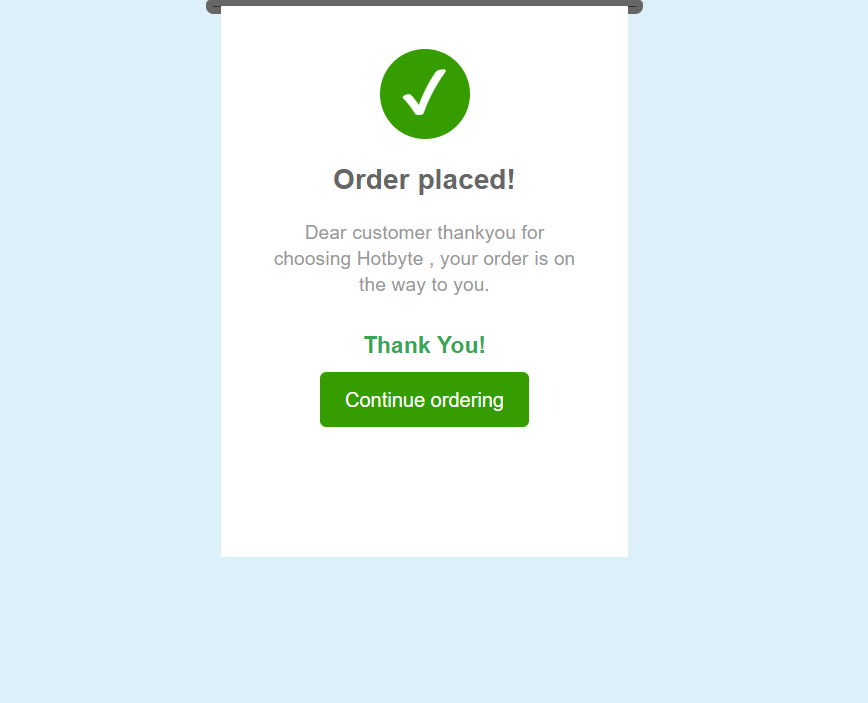 Order placed!
Dear customer thankyou for
choosing Hotbyte , your order is on
the way to you.
Thank You!
Continue ordering